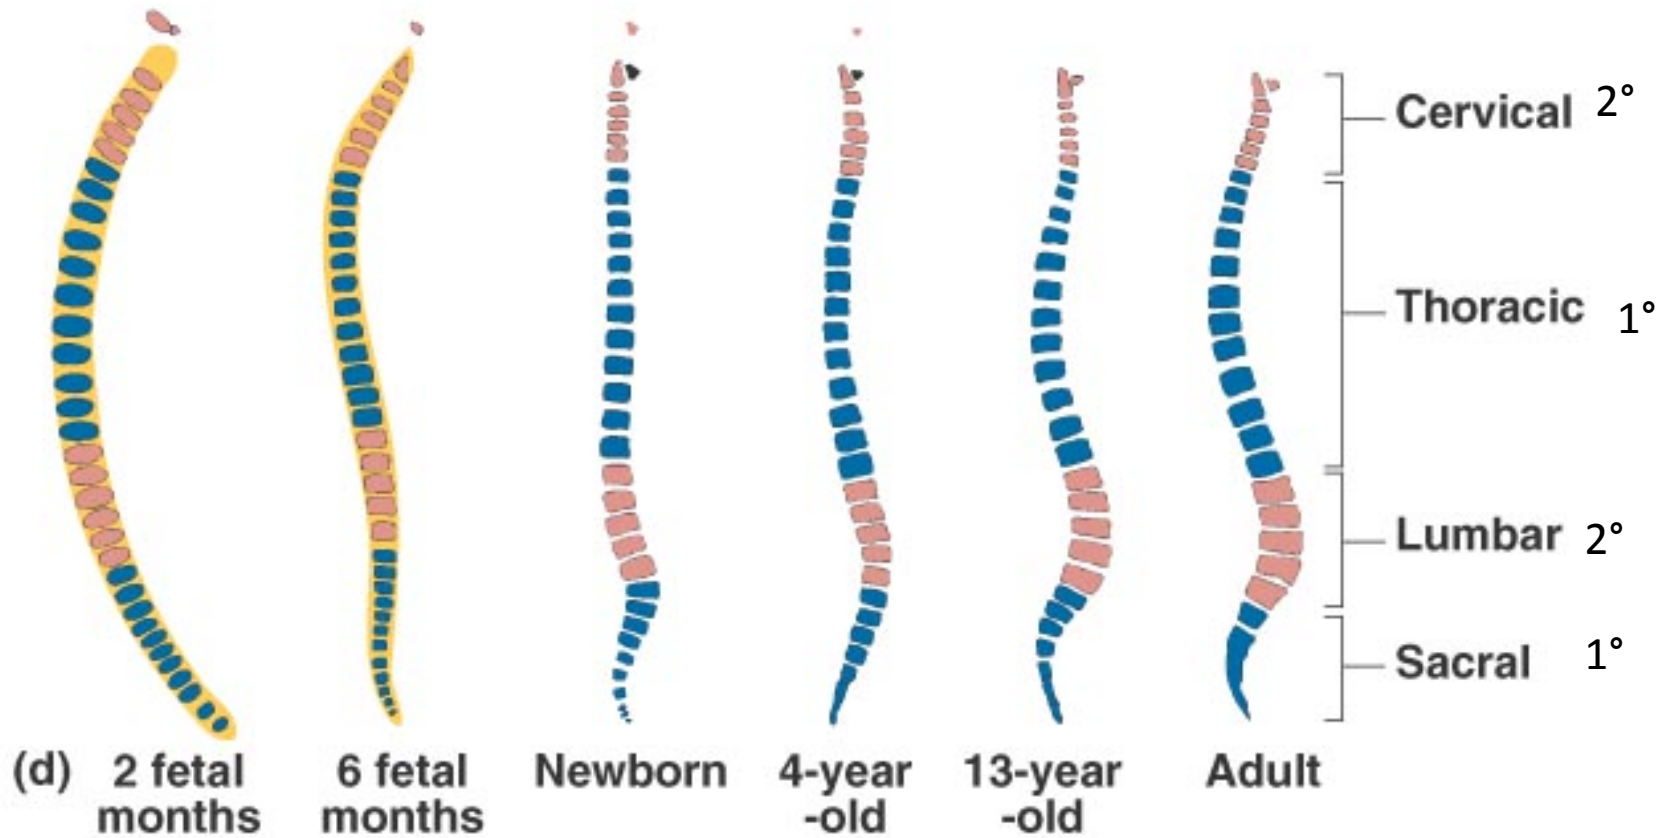 Cervical 2°
Thoracic 1°
Lumbar 2°
Sacral 1°
(d) 2 fetal months
6 fetal months
Newborn
4-year-old
13-year-old
Adult